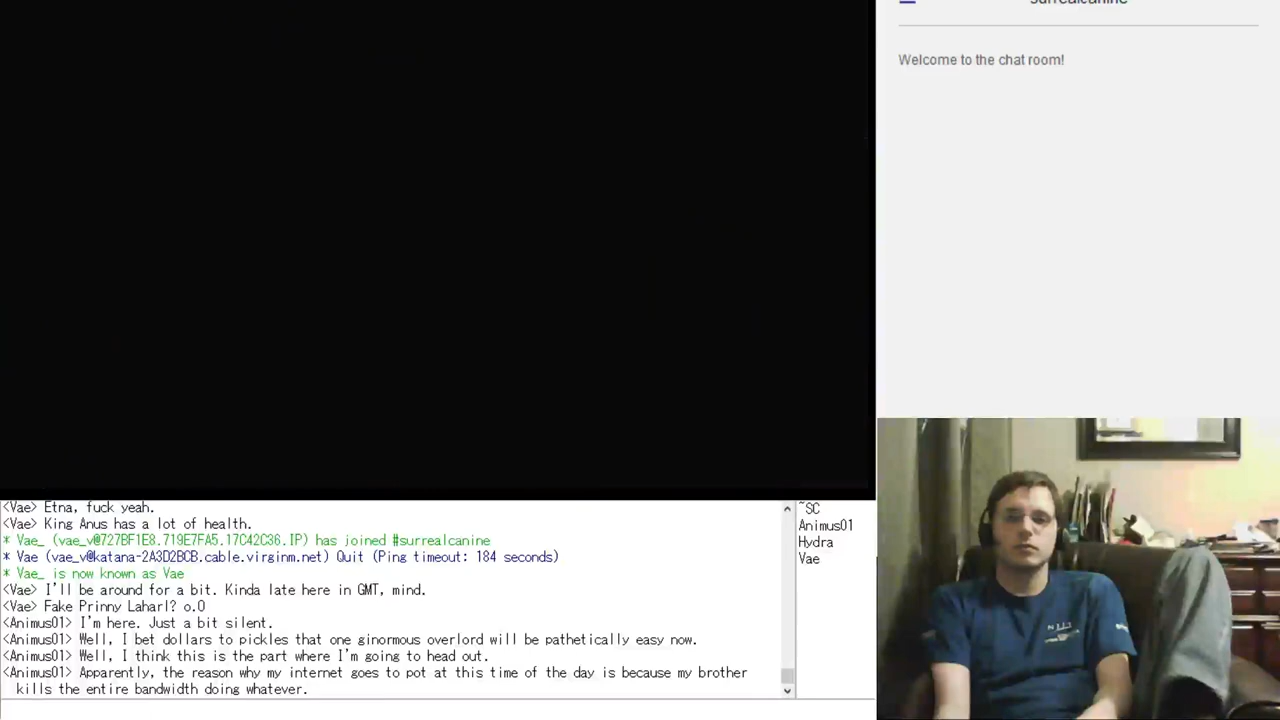 surrealcanine
Welcome to the chat room!
<Vae> Etna, fuck yeah.
<Vae> King Anus has a lot of health.
* Vae_ (vae_v@727BF1E8.719E7FA5.17C42C36.IP) has joined #surrealcanine
* Vae (vae_v@katana-2A3D2BCB.cable.virginm.net) Quit (Ping timeout: 184 seconds)
* Vae_ is now known as Vae
<Vae> I'll be around for a bit. Kinda late here in GMT, mind.
<Vae> Fake Prinny Laharl? o.O
<Animus01> I'm here. Just a bit silent.
<Animus01> Well, I bet dollars to pickles that one ginormous overlord will be pathetically easy now.
<Animus01> Well, I think this is the part where I'm going to head out.
<Animus01> Apparently, the reason why my internet goes to pot at this time of the day is because my brother
kills the entire bandwidth doing whatever.
~SC
Animus01
Hydra
Vae